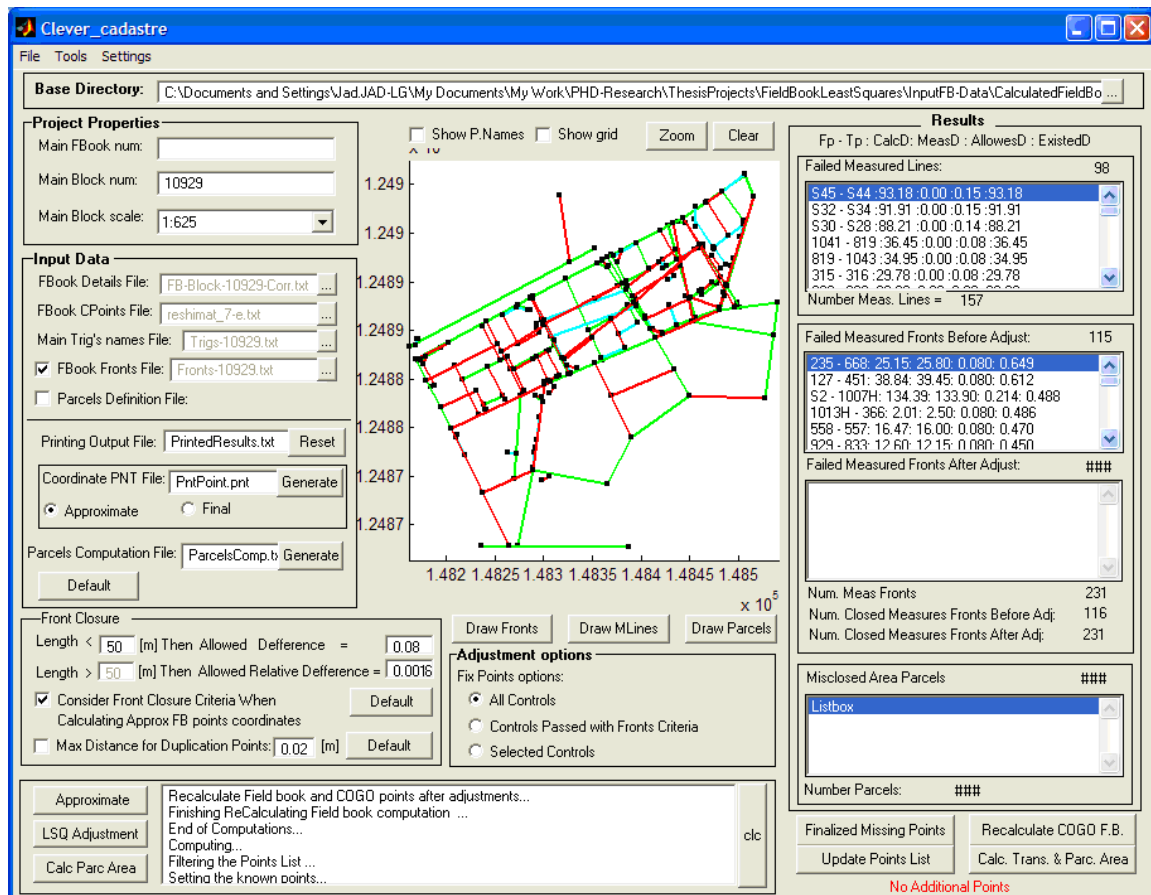 Clever_cadastre
File Tools Settings
Base Directory: C:\Documents and Settings\Jad.JAD-LG\My Documents\My Work\PHD-Research\ThesisProjects\FieldBookLeastSquares\InputFB-Data\CalculatedFieldBo ...
Project Properties
Main FBook num:
Main Block num: 10929
Main Block scale: 1:625
Input Data
FBook Details File: FB-Block-10929-Corr.txt ...
FBook CPoints File: reshimat_7-e.txt ...
Main Trig's names File: Trigs-10929.txt ...
FBook Fronts File: Fronts-10929.txt ...
Parcels Definition File:
Printing Output File: PrintedResults.txt Reset
Coordinate PNT File: PntPoint.pnt Generate
Approximate Final
Parcels Computation File: ParcelsComp.tx Generate
Default
Front Closure
Length < 50 [m] Then Allowed Defference = 0.08
Length > 50 [m] Then Allowed Relative Defference = 0.0016
Consider Front Closure Criteria When
Calculating Approx FB points coordinates
Default
Max Distance for Duplication Points: 0.02 [m] Default
Show P.Names Show grid Zoom Clear
1.249
1.249
1.2489
1.2489
1.2488
1.2488
1.2487
1.2487
1.482 1.4825 1.483 1.4835 1.484 1.4845 1.485
x 10^5
Draw Fronts Draw MLines Draw Parcels
Adjustment options
Fix Points options:
All Controls
Controls Passed with Fronts Criteria
Selected Controls
Results
Fp - Tp : CalcD: MeasD : AllowesD : ExistedD
Failed Measured Lines: 98
S45 - S44 :93.18 :0.00 :0.15 :93.18
S32 - S34 :91.91 :0.00 :0.15 :91.91
S30 - S28 :88.21 :0.00 :0.14 :88.21
1041 - 819 :36.45 :0.00 :0.08 :36.45
819 - 1043 :34.95 :0.00 :0.08 :34.95
315 - 316 :29.78 :0.00 :0.08 :29.78
Number Meas. Lines = 157
Failed Measured Fronts Before Adjust: 115
235 - 668: 25.15: 25.80: 0.080: 0.649
127 - 451: 38.84: 39.45: 0.080: 0.612
S2 - 1007H: 134.39: 133.90: 0.214: 0.488
1013H - 366: 2.01: 2.50: 0.080: 0.486
558 - 557: 16.47: 16.00: 0.080: 0.470
929 - 833: 12.60: 12.15: 0.080: 0.450
Failed Measured Fronts After Adjust: ###
Num. Meas Fronts 231
Num. Closed Measures Fronts Before Adj: 116
Num. Closed Measures Fronts After Adj: 231
Misclosed Area Parcels ###
Listbox
Number Parcels: ###
Approximate
LSQ Adjustment
Calc Parc Area
Recalculate Field book and COGO points after adjustments...
Finishing ReCalculating Field book computation ...
End of Computations...
Computing...
Filtering the Points List ...
Setting the known points...
clc
Finalized Missing Points Recalculate COGO F.B.
Update Points List Calc. Trans. & Parc. Area
No Additional Points